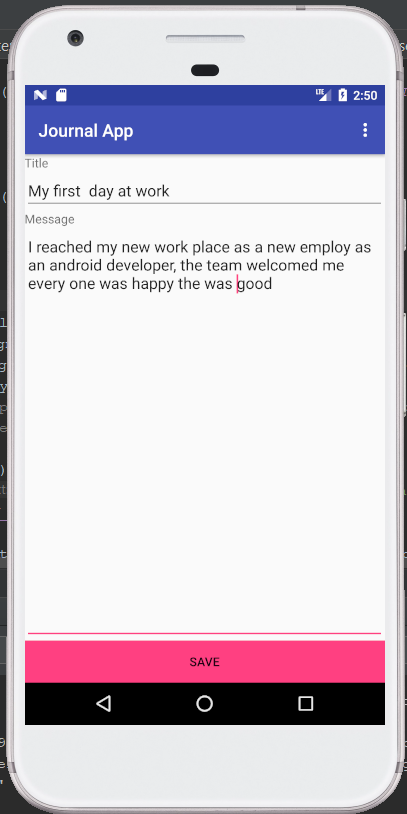 LTE 2:50
Journal App
Title
My first  day at work
Message
I reached my new work place as a new employ as
an android developer, the team welcomed me
every one was happy the was good
SAVE